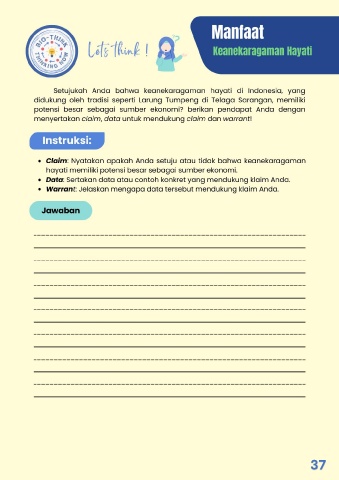 BIO-THINK
THINKING NOW
Let's think !
Manfaat
Keanekaragaman Hayati
Setujukah Anda bahwa keanekaragaman hayati di Indonesia, yang
didukung oleh tradisi seperti Larung Tumpeng di Telaga Sarangan, memiliki
potensi besar sebagai sumber ekonomi? berikan pendapat Anda dengan
menyertakan claim, data untuk mendukung claim dan warrant!
Instruksi:
• Claim: Nyatakan apakah Anda setuju atau tidak bahwa keanekaragaman
hayati memiliki potensi besar sebagai sumber ekonomi.
• Data: Sertakan data atau contoh konkret yang mendukung klaim Anda.
• Warrant: Jelaskan mengapa data tersebut mendukung klaim Anda.
Jawaban
37